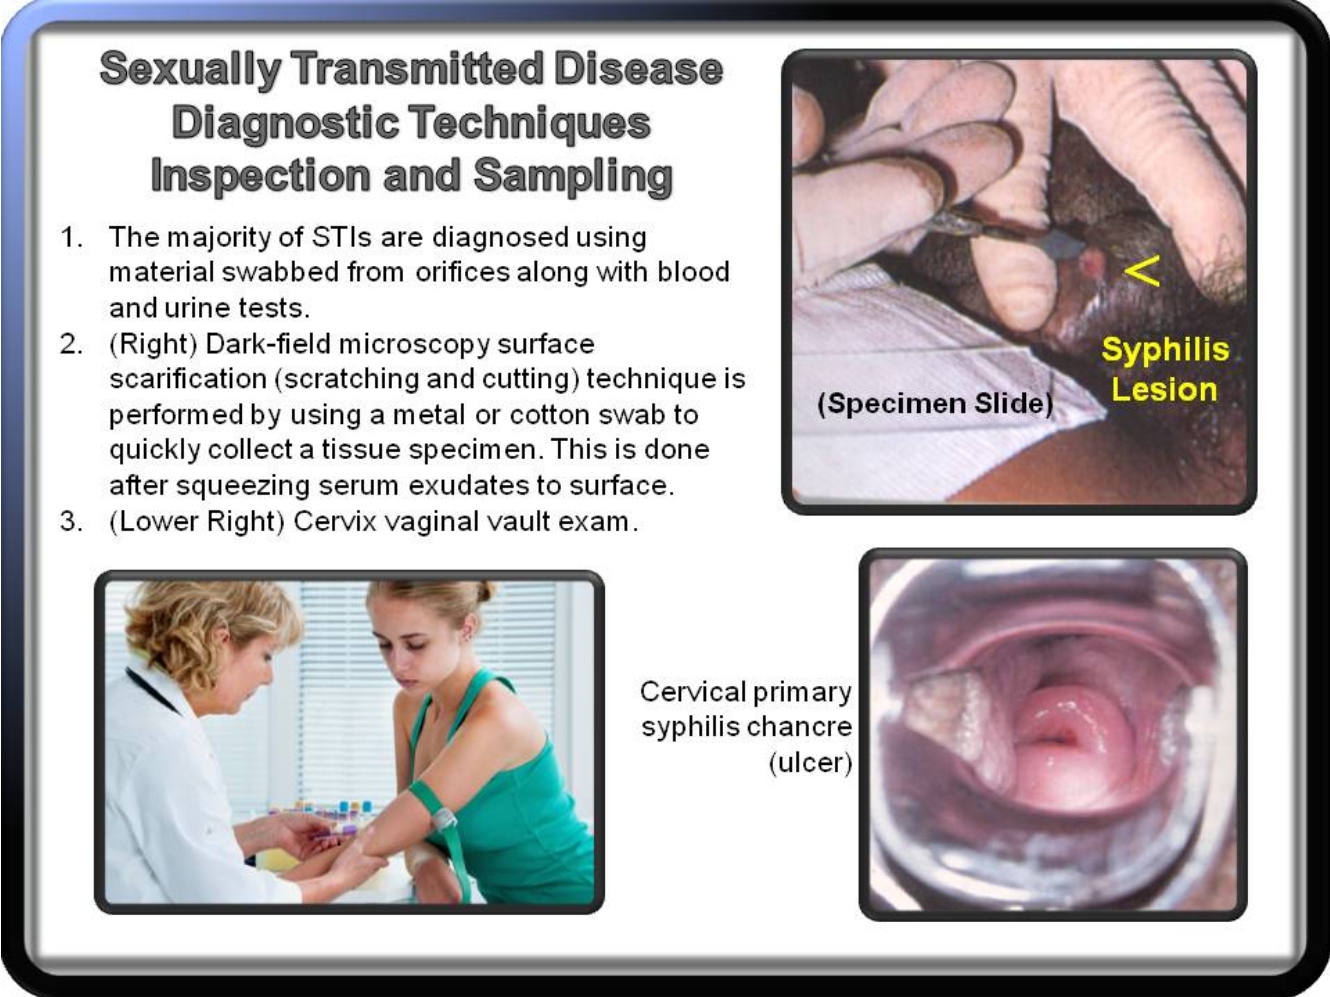 Sexually Transmitted Disease
Diagnostic Techniques
Inspection and Sampling
1. The majority of STIs are diagnosed using
material swabbed from orifices along with blood
and urine tests.
2. (Right) Dark-field microscopy surface
scarification (scratching and cutting) technique is
performed by using a metal or cotton swab to
quickly collect a tissue specimen. This is done
after squeezing serum exudates to surface.
3. (Lower Right) Cervix vaginal vault exam.
<
Syphilis
Lesion
(Specimen Slide)
Cervical primary
syphilis chancre
(ulcer)